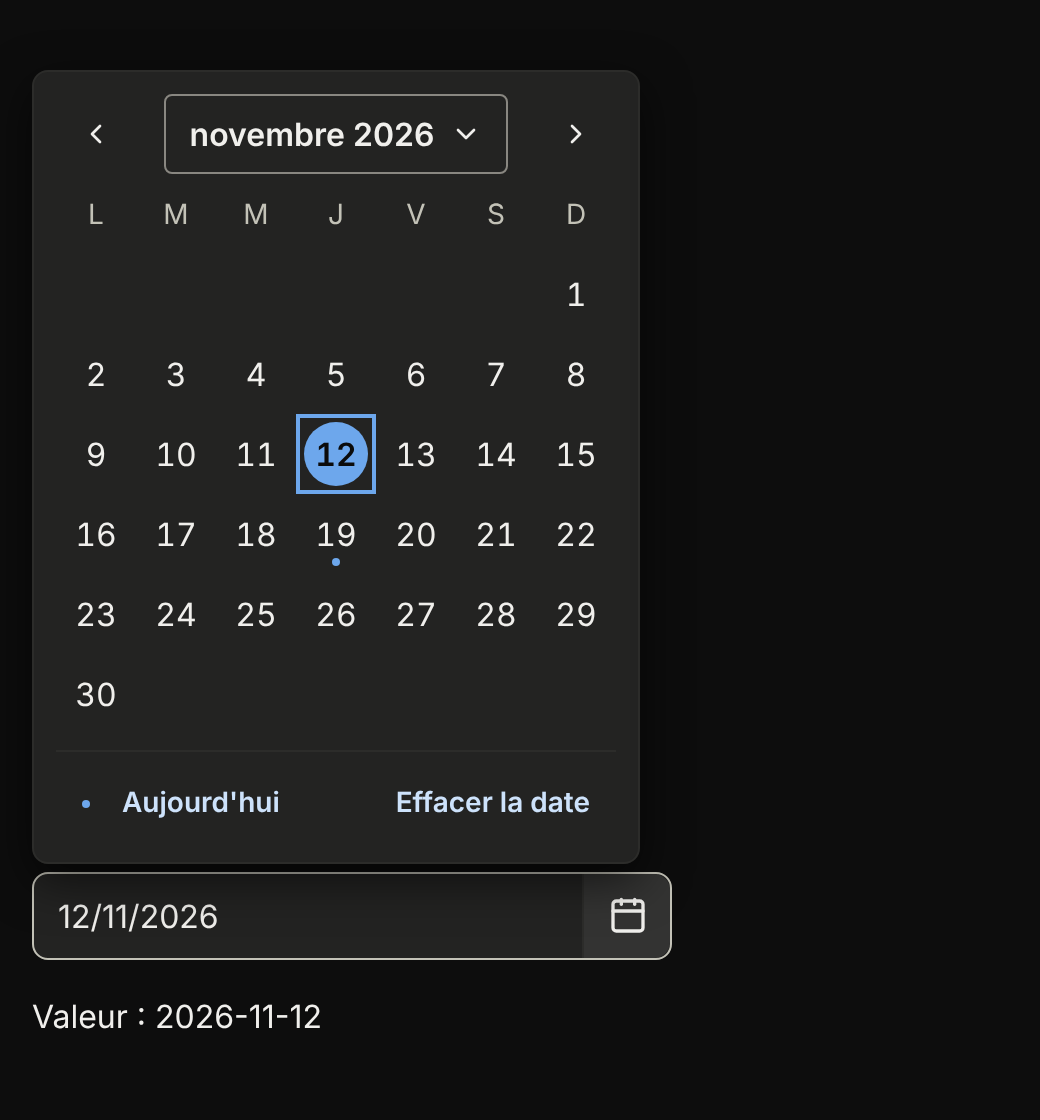 novembre 2026
L M M J V S D
1
2 3 4 5 6 7 8
9 10 11 12 13 14 15
16 17 18 19 20 21 22
23 24 25 26 27 28 29
30
Aujourd'hui Effacer la date
12/11/2026
Valeur : 2026-11-12